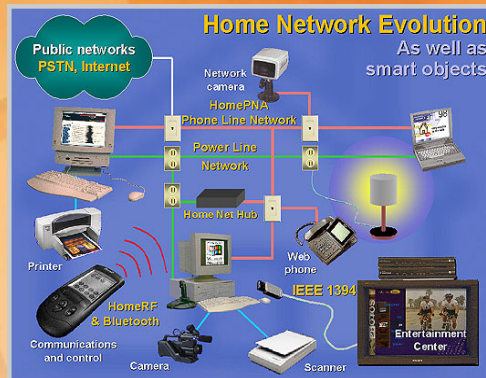 Home Network Evolution
As well as
smart objects
Public networks
PSTN, Internet
Network
camera
HomePNA
Phone Line Network
98
Power Line
Network
Home Net Hub
Printer
Web
phone
IEEE 1394
HomeRF
& Bluetooth
PHOTOS
Entertainment
Center
Communications
and control
Camera
Scanner